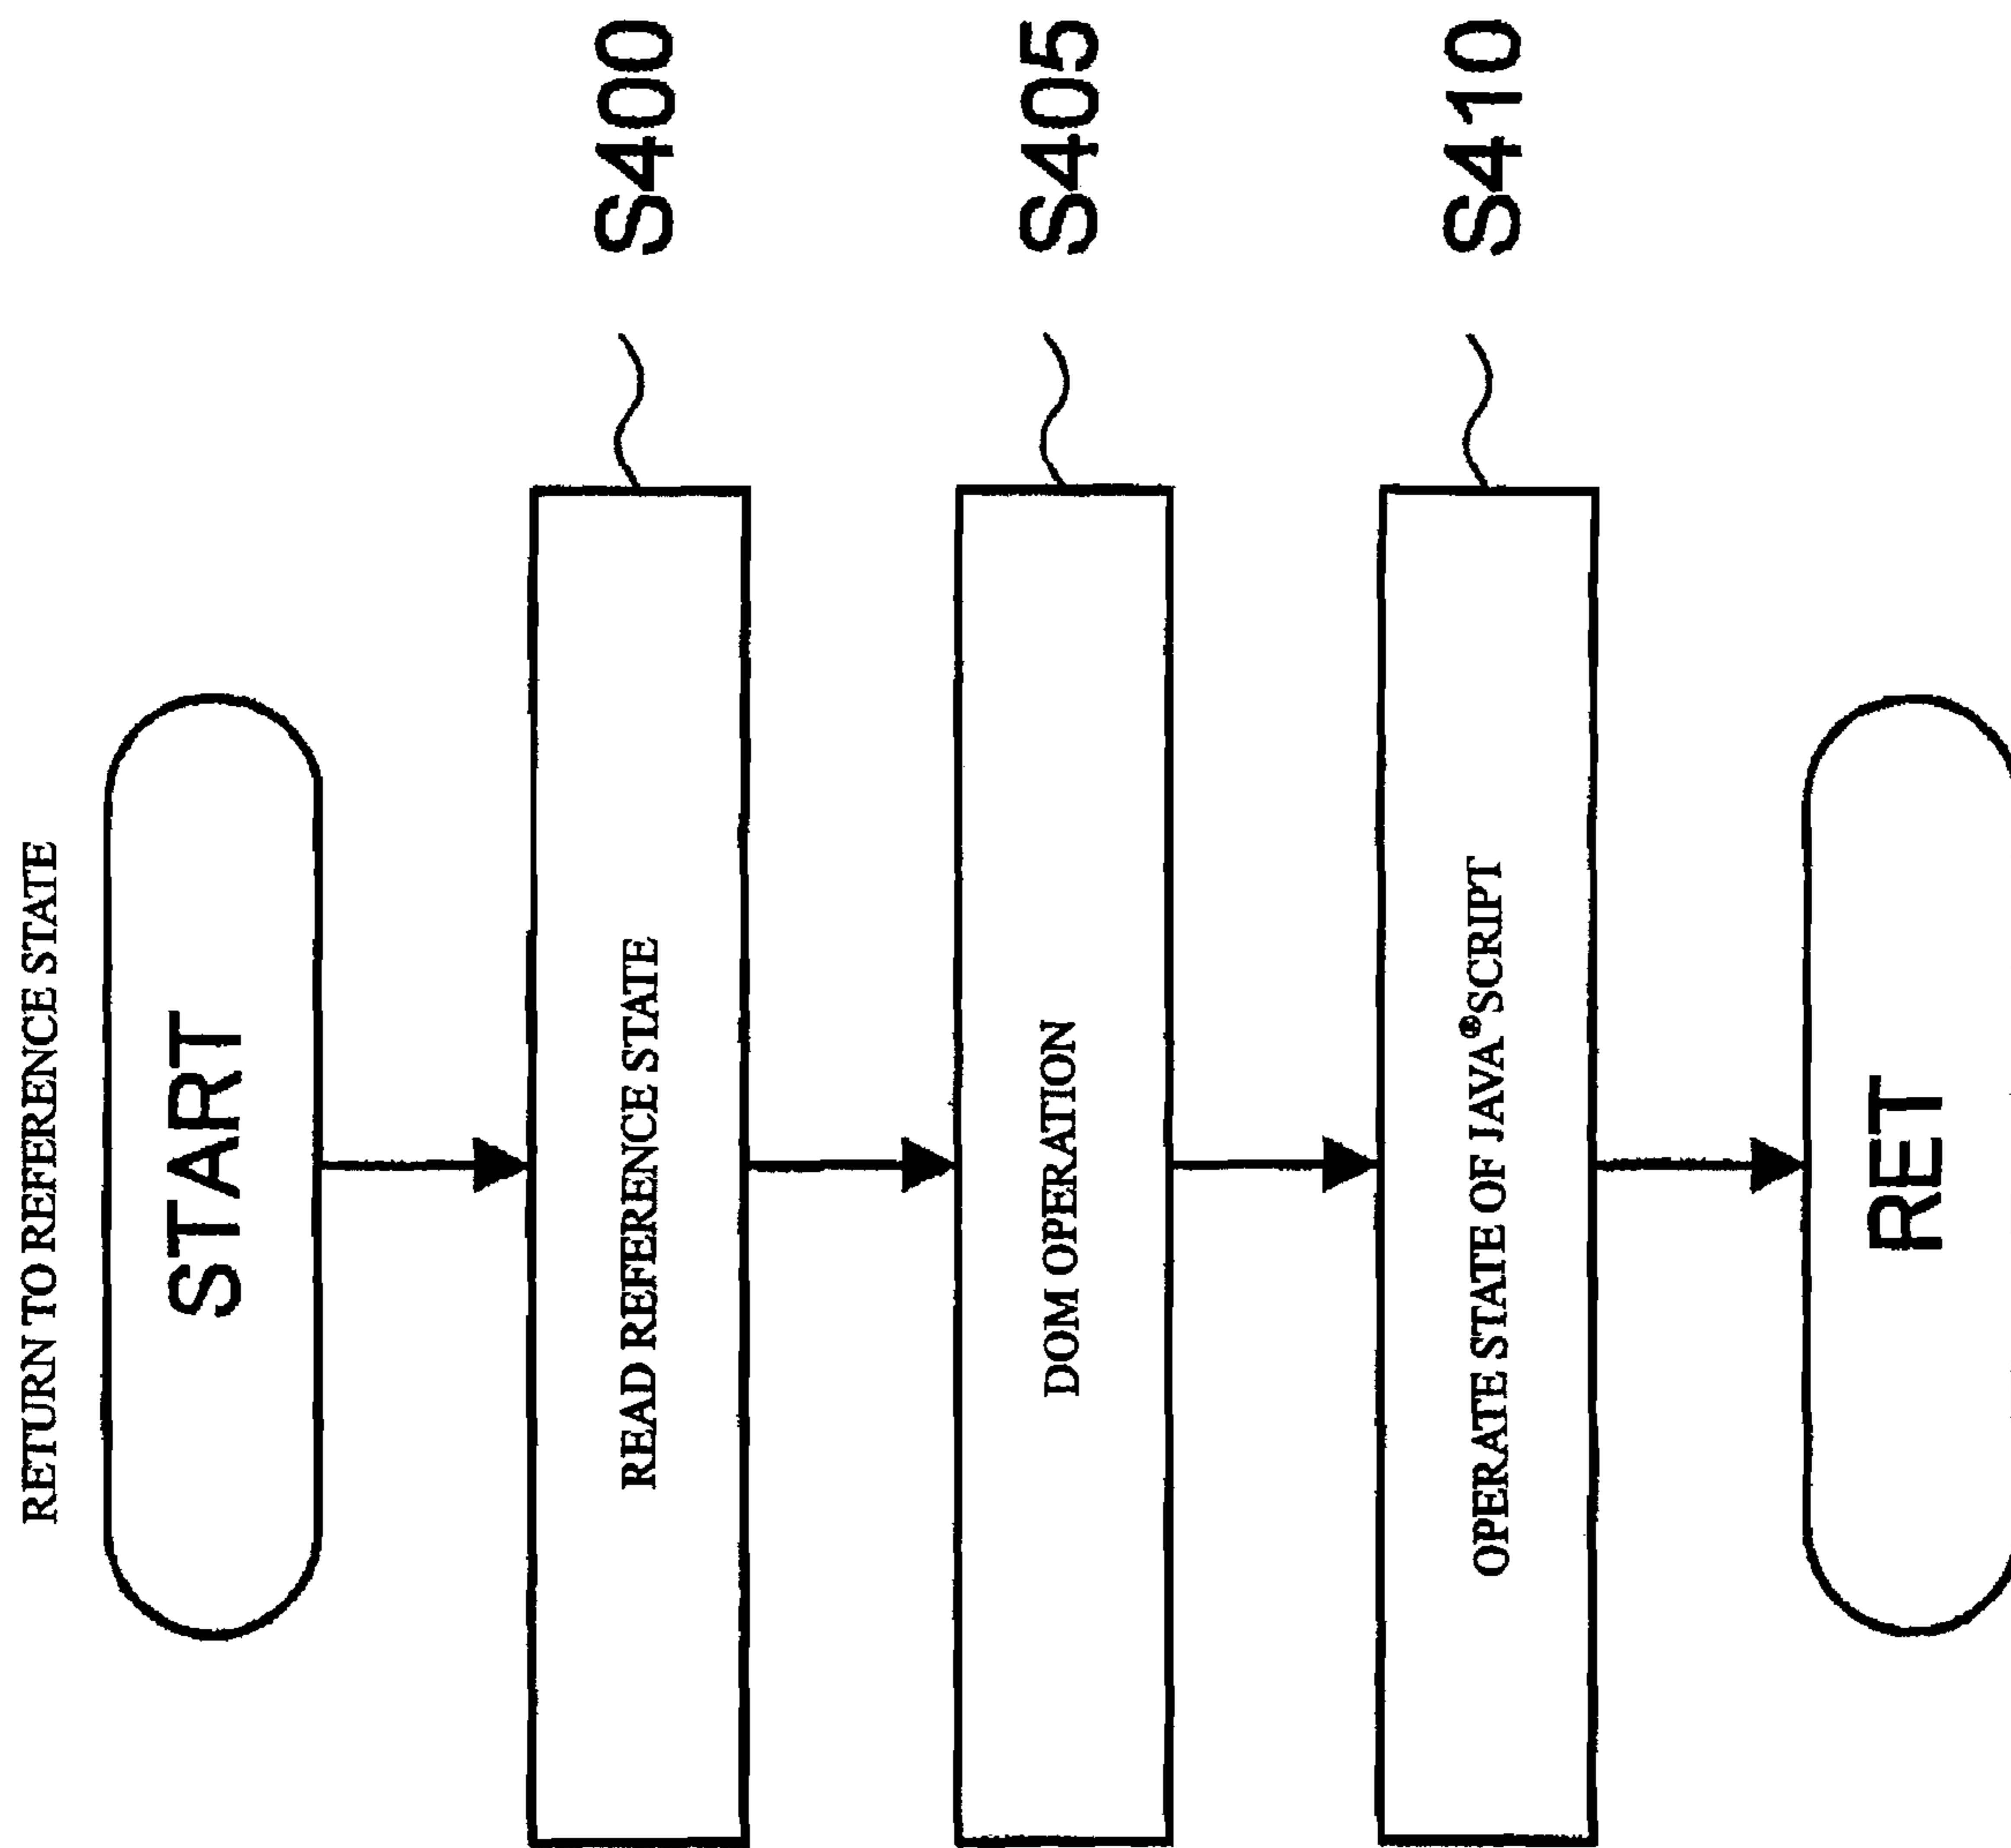 RETURN TO REFERENCE STATE
START
READ REFERENCE STATE
S400
DOM OPERATION
S405
OPERATE STATE OF JAVA®SCRIPT
S410
RET